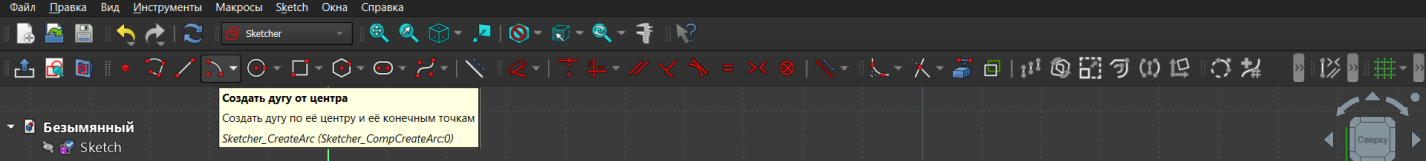 Файл Правка Вид Инструменты Макросы Sketch Окна Справка
Sketcher
Создать дугу от центра
Создать дугу по её центру и её конечным точкам
Sketcher_CreateArc (Sketcher_CompCreateArc:0)
Безымянный
Sketch
Сверху